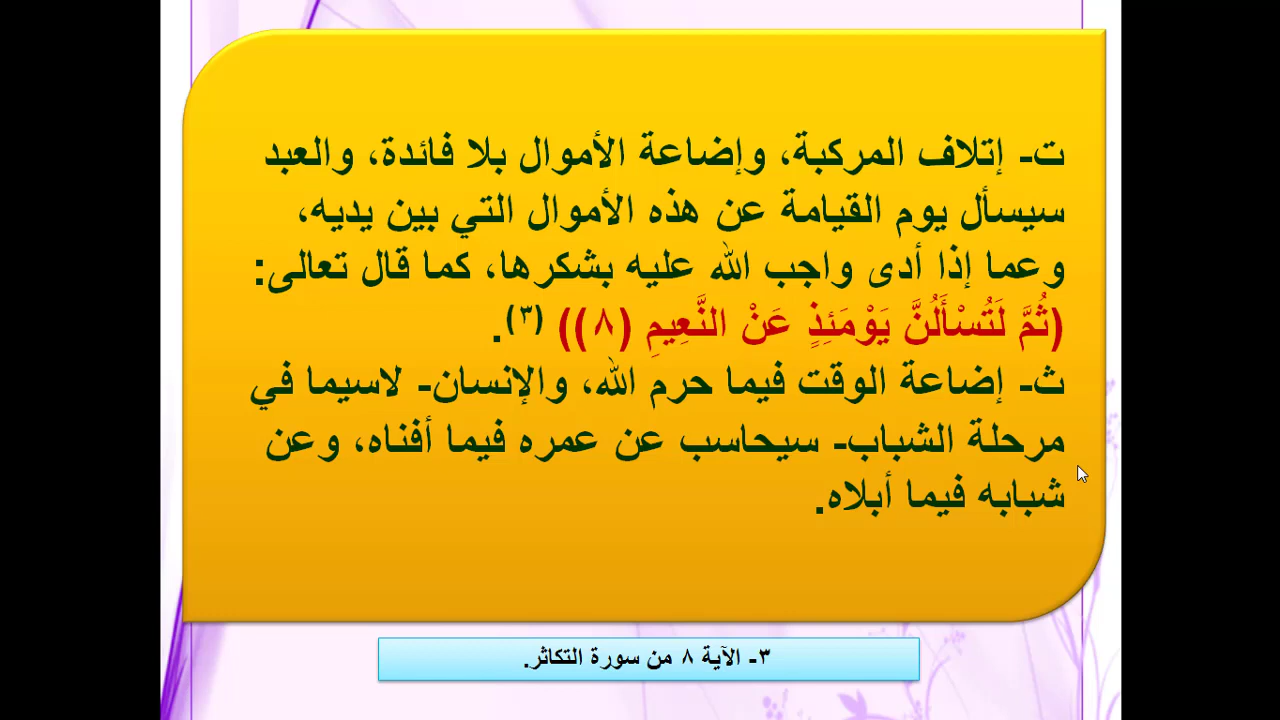 ت- إتلاف المركبة، وإضاعة الأموال بلا فائدة، والعبد
سيسأل يوم القيامة عن هذه الأموال التي بين يديه،
وعما إذا أدى واجب الله عليه بشكرها، كما قال تعالى:
(ثُمَّ لَتُسْأَلُنَّ يَوْمَئِذٍ عَنْ النَّعِيمِ (٨)) (٣).
ث- إضاعة الوقت فيما حرم الله، والإنسان- لاسيما في
مرحلة الشباب- سيحاسب عن عمره فيما أفناه، وعن
شبابه فيما أبلاه.
٣- الآية ٨ من سورة التكاثر.